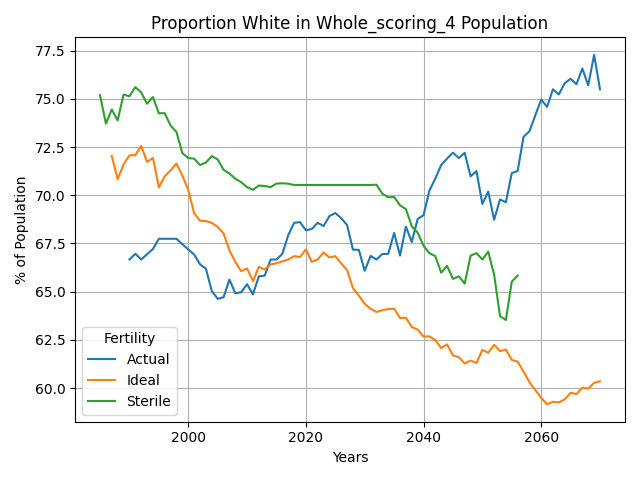 Proportion White in Whole_scoring_4 Population
% of Population
77.5
75.0
72.5
70.0
67.5
65.0
62.5
60.0
Fertility
Actual
Ideal
Sterile
2000
2020
2040
2060
Years